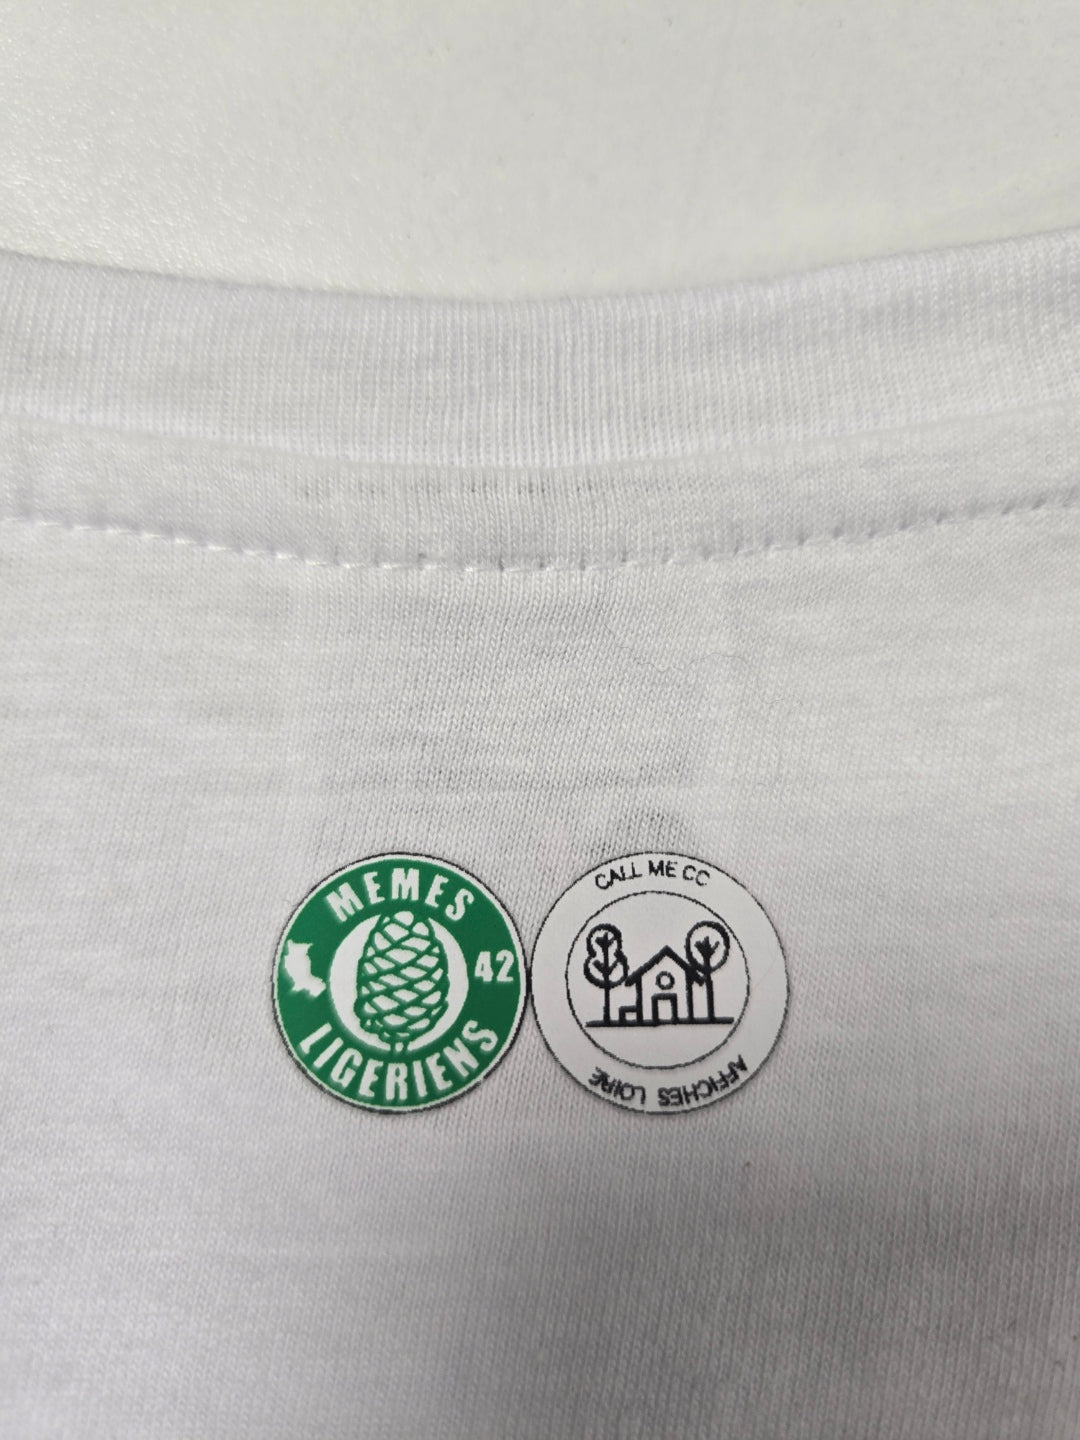 MEMES
42
LIGERIENS
CALL ME CC
AFFICHES LOIRE